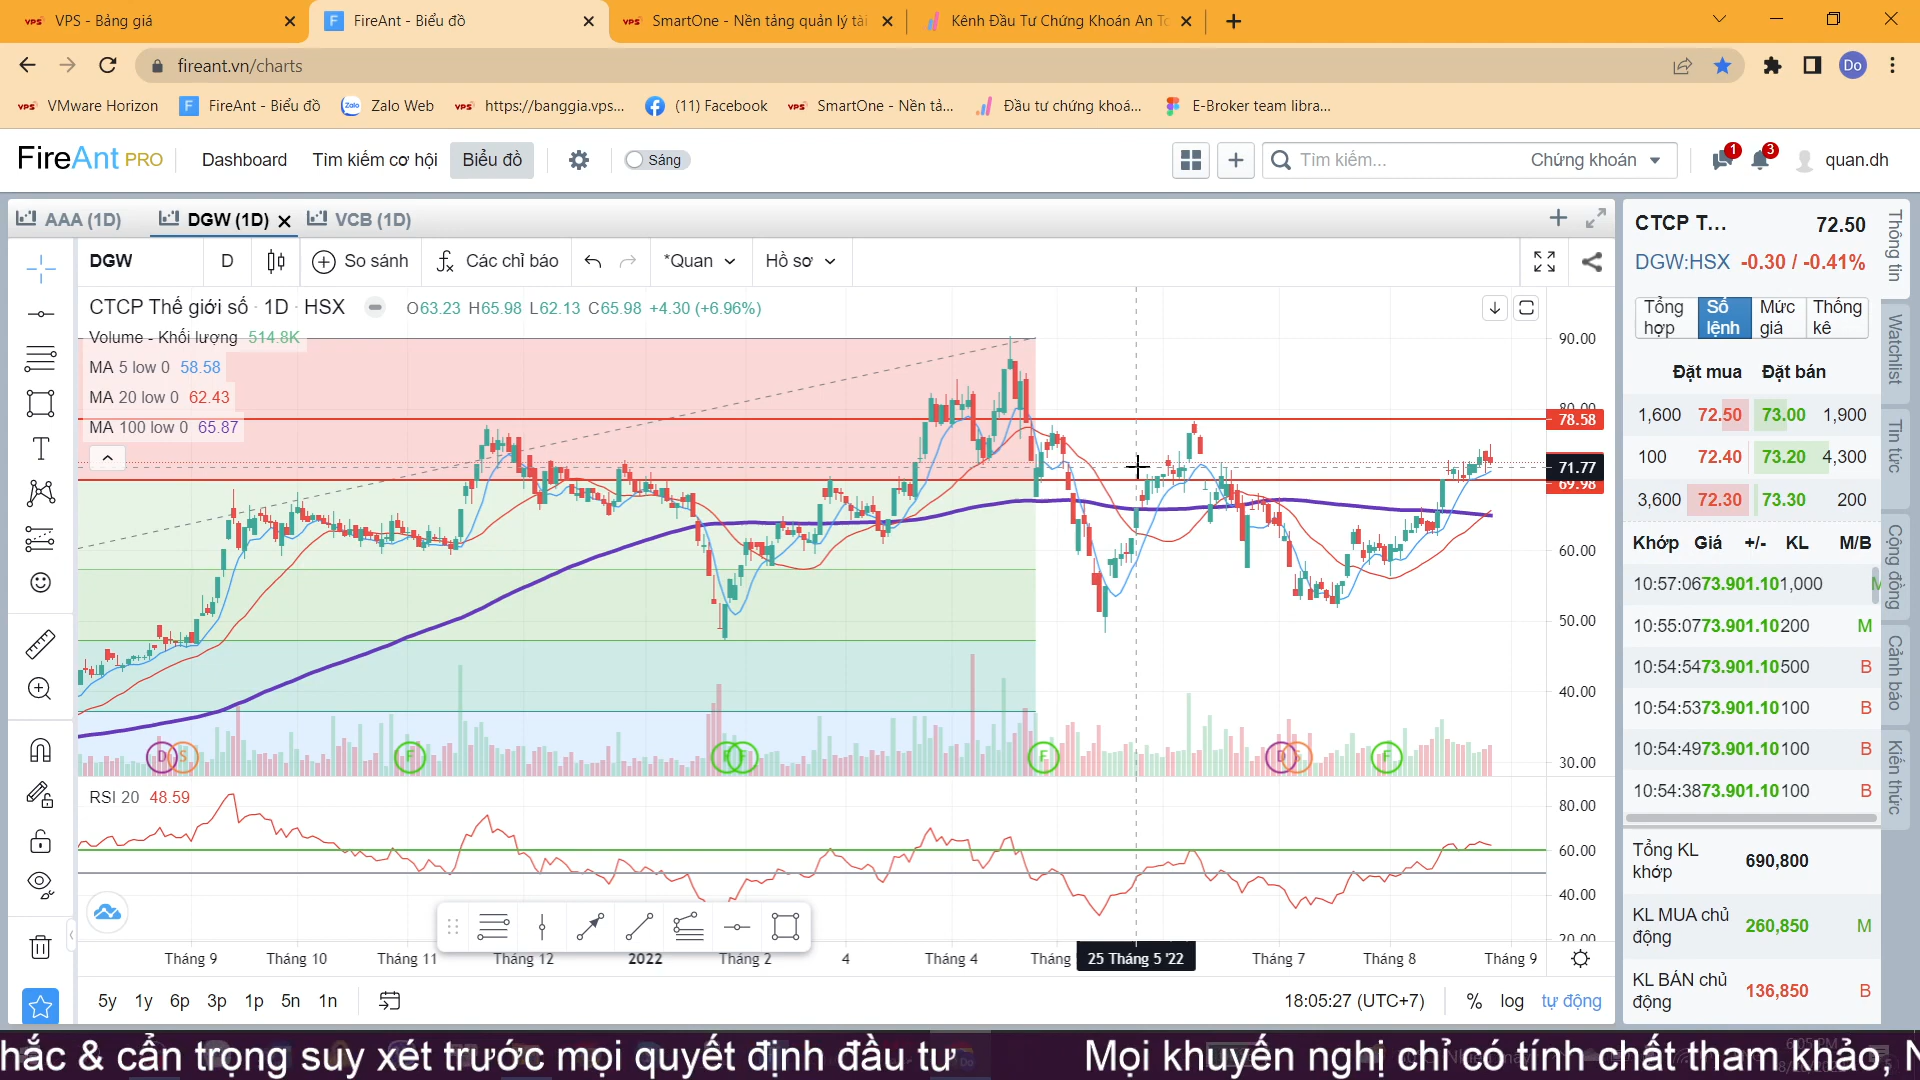 VPS - Bảng giá
FireAnt - Biểu đồ
SmartOne - Nền tảng quản lý tài
Kênh Đầu Tư Chứng Khoán An To
fireant.vn/charts
Do
VMware Horizon
FireAnt - Biểu đồ
Zalo Web
https://banggia.vps...
(11) Facebook
SmartOne - Nền tả...
Đầu tư chứng khoá...
E-Broker team libra...
FireAnt PRO
Dashboard
Tìm kiếm cơ hội
Biểu đồ
Sáng
Tìm kiếm...
Chứng khoán
1
3
quan.dh
AAA (1D)
DGW (1D)
VCB (1D)
DGW
D
So sánh
Các chỉ báo
*Quan
Hồ sơ
CTCP Thế giới số · 1D · HSX
O63.23 H65.98 L62.13 C65.98 +4.30 (+6.96%)
Volume - Khối lượng 514.8K
MA 5 low 0 58.58
MA 20 low 0 62.43
MA 100 low 0 65.87
90.00
80.00
78.58
71.77
69.98
60.00
50.00
40.00
30.00
D S F F F D S F
RSI 20 48.59
80.00
60.00
40.00
20.00
Tháng 9
Tháng 10
Tháng 11
Tháng 12
2022
Tháng 2
4
Tháng 4
Tháng
25 Tháng 5 '22
Tháng 7
Tháng 8
Tháng 9
5y 1y 6p 3p 1p 5n 1n
18:05:27 (UTC+7)
% log tự động
CTCP T... 72.50
DGW:HSX -0.30 / -0.41%
Tổng hợp
Số lệnh
Mức giá
Thống kê
Đặt mua Đặt bán
1,600 72.50 73.00 1,900
100 72.40 73.20 4,300
3,600 72.30 73.30 200
Khớp Giá +/- KL M/B
10:57:06 73.90 1.10 1,000 M
10:55:07 73.90 1.10 200 M
10:54:54 73.90 1.10 500 B
10:54:53 73.90 1.10 100 B
10:54:49 73.90 1.10 100 B
10:54:38 73.90 1.10 100 B
Tổng KL khớp 690,800
KL MUA chủ động 260,850 M
KL BÁN chủ động 136,850 B
Thông tin
Watchlist
Tin tức
Cộng đồng
Cảnh báo
Kiến thức
hắc & cẩn trọng suy xét trước mọi quyết định đầu tư
Mọi khuyến nghị chỉ có tính chất tham khảo, N